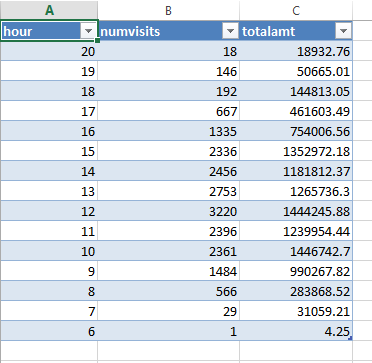 A B C
hour numvisits totalamt
20 18 18932.76
19 146 50665.01
18 192 144813.05
17 667 461603.49
16 1335 754006.56
15 2336 1352972.18
14 2456 1181812.37
13 2753 1265736.3
12 3220 1444245.88
11 2396 1239954.44
10 2361 1446742.7
9 1484 990267.82
8 566 283868.52
7 29 31059.21
6 1 4.25